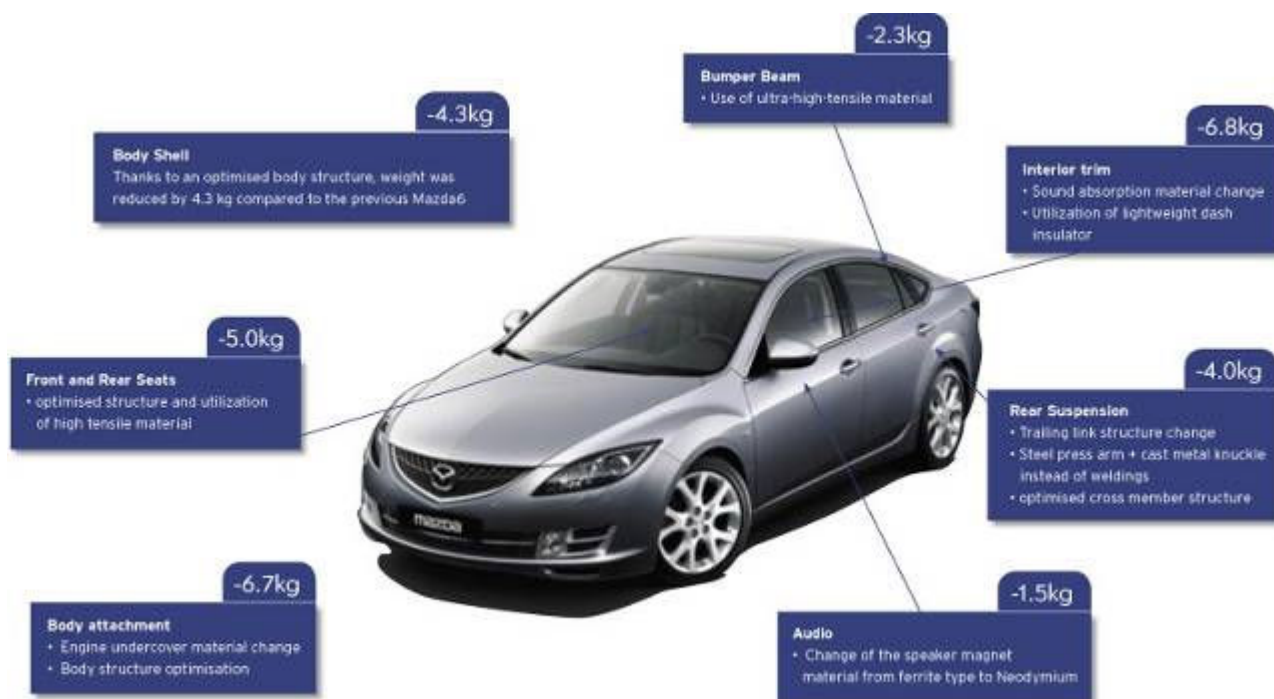 -2.3kg
Bumper Beam
• Use of ultra-high-tensile material
-4.3kg
Body Shell
Thanks to an optimised body structure, weight was
reduced by 4.3 kg compared to the previous Mazda6
-6.8kg
Interior trim
• Sound absorption material change
• Utilization of lightweight dash
insulator
-5.0kg
Front and Rear Seats
• optimised structure and utilization
of high tensile material
-4.0kg
Rear Suspension
• Trailing link structure change
• Steel press arm + cast metal knuckle
instead of weldings
• optimised cross member structure
mazda
-6.7kg
Body attachment
• Engine undercover material change
• Body structure optimisation
-1.5kg
Audio
• Change of the speaker magnet
material from ferrite type to Neodymium